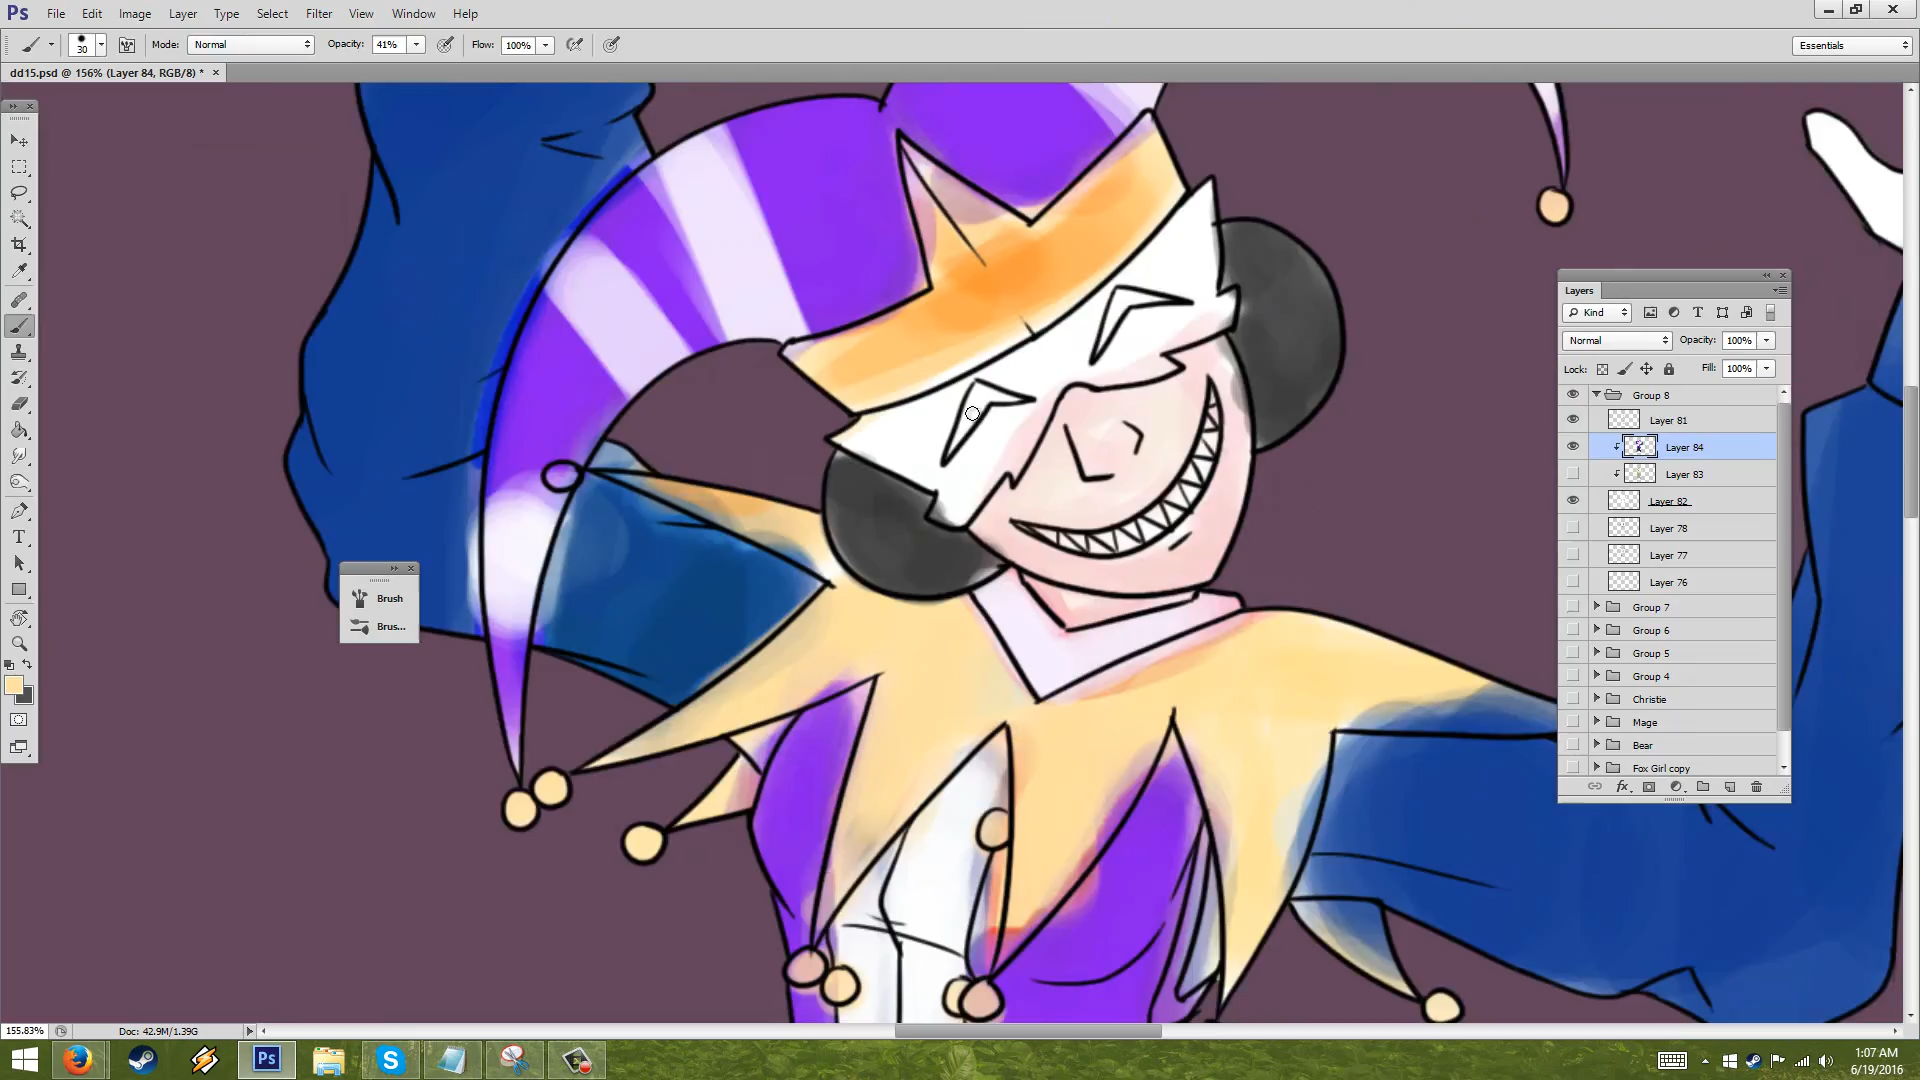 Ps File Edit Image Layer Type Select Filter Extra View Window Help
30 Mode: Normal Opacity: 41% Flow: 100% Essentials
dd15.psd @ 156% (Layer 84, RGB/8) * ×
Layers
Kind T
Normal Opacity: 100%
Lock: Fill: 100%
Group 8
Layer 81
Layer 84
Layer 83
Layer 82
Layer 78
Layer 77
Layer 76
Group 7
Group 6
Group 5
Group 4
Christie
Mage
Bear
Fox Girl copy
fx
Brush
Brus...
T
155.83% Doc: 42.9M/1.39G
Ps
1:07 AM
6/19/2016